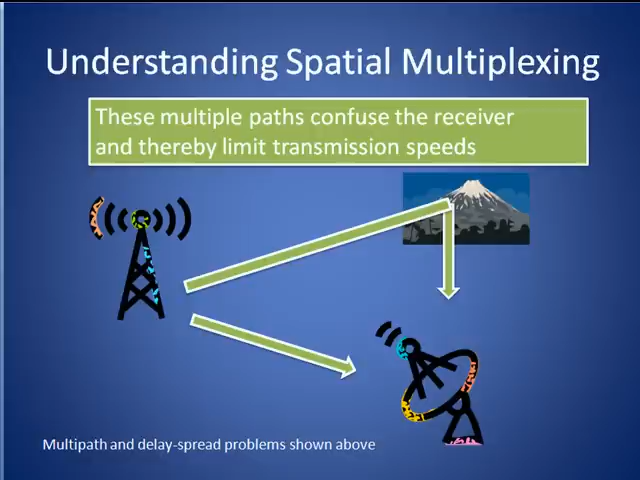 Understanding Spatial Multiplexing
These multiple paths confuse the receiver
and thereby limit transmission speeds
Multipath and delay-spread problems shown above